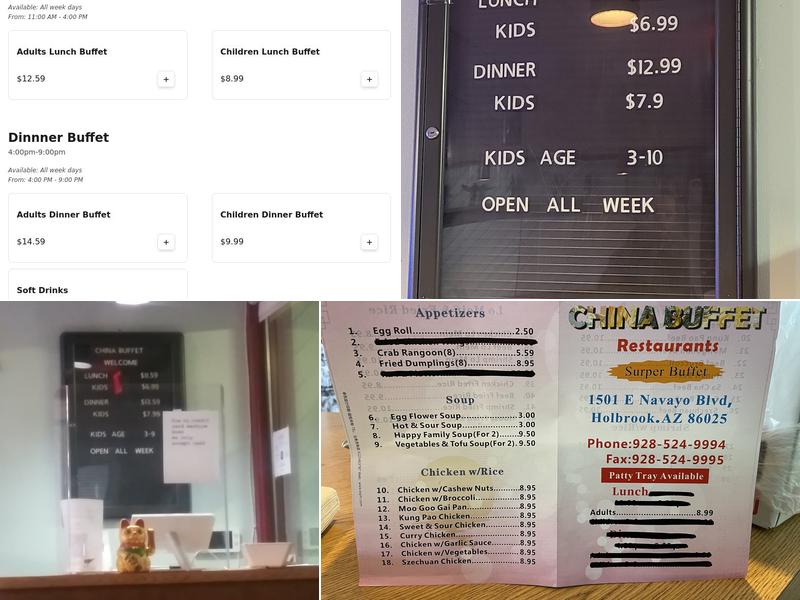 Available: All week days
From: 11:00 AM - 4:00 PM
Adults Lunch Buffet
$12.59
+
Children Lunch Buffet
$8.99
+
Dinnner Buffet
4:00pm-9:00pm
Available: All week days
From: 4:00 PM - 9:00 PM
Adults Dinner Buffet
$14.59
+
Children Dinner Buffet
$9.99
+
Soft Drinks
LUNCH
KIDS $6.99
DINNER $12.99
KIDS $7.9
KIDS AGE 3-10
OPEN ALL WEEK
CHINA BUFFET
WELCOME
LUNCH $11.59
KIDS $6.99
DINNER $13.59
KIDS $7.99
KIDS AGE 3-9
OPEN ALL WEEK
Appetizers
1. Egg Roll 2.50
2.
3. Crab Rangoon(8) 5.59
4. Fried Dumplings(8) 8.95
5.
Soup
6. Egg Flower Soup 3.00
7. Hot & Sour Soup 3.00
8. Happy Family Soup(For 2) 9.50
9. Vegetables & Tofu Soup(For 2). 9.50
Chicken w/Rice
10. Chicken w/Cashew Nuts 8.95
11. Chicken w/Broccoli 8.95
12. Moo Goo Gai Pan 8.95
13. Kung Pao Chicken 8.95
14. Sweet & Sour Chicken 8.95
15. Curry Chicken 8.95
16. Chicken w/Garlic Sauce 8.95
17. Chicken w/Vegetables 8.95
18. Szechuan Chicken 8.95
CHINA BUFFET
Restaurants
Surper Buffet
1501 E Navayo Blvd,
Holbrook.AZ 86025
Phone:928-524-9994
Fax:928-524-9995
Patty Tray Available
Lunch
Adults 8.99